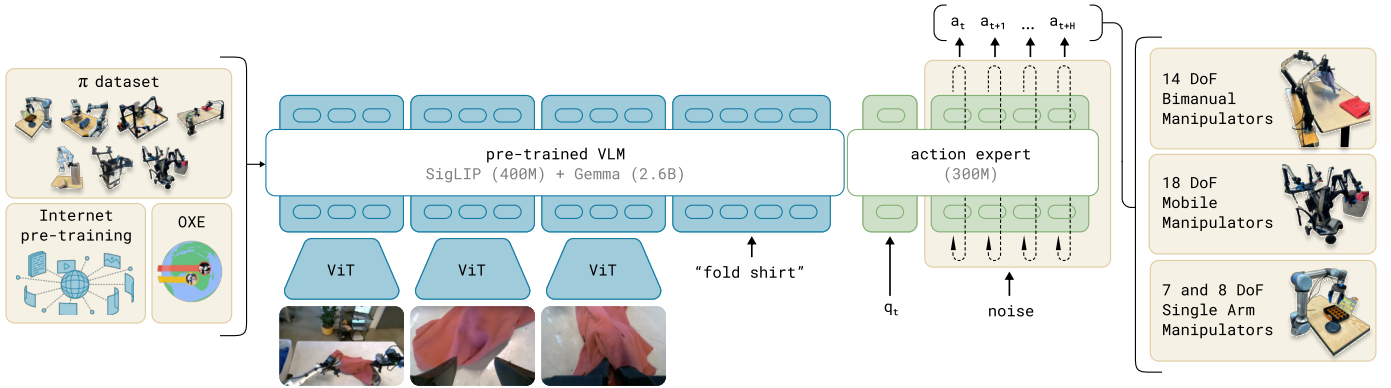 π dataset
Internet
pre-training
OXE
pre-trained VLM
SigLIP (400M) + Gemma (2.6B)
ViT
ViT
ViT
“fold shirt”
action expert
(300M)
qₜ
noise
aₜ aₜ₊₁ ... aₜ₊H
14 DoF
Bimanual
Manipulators
18 DoF
Mobile
Manipulators
7 and 8 DoF
Single Arm
Manipulators